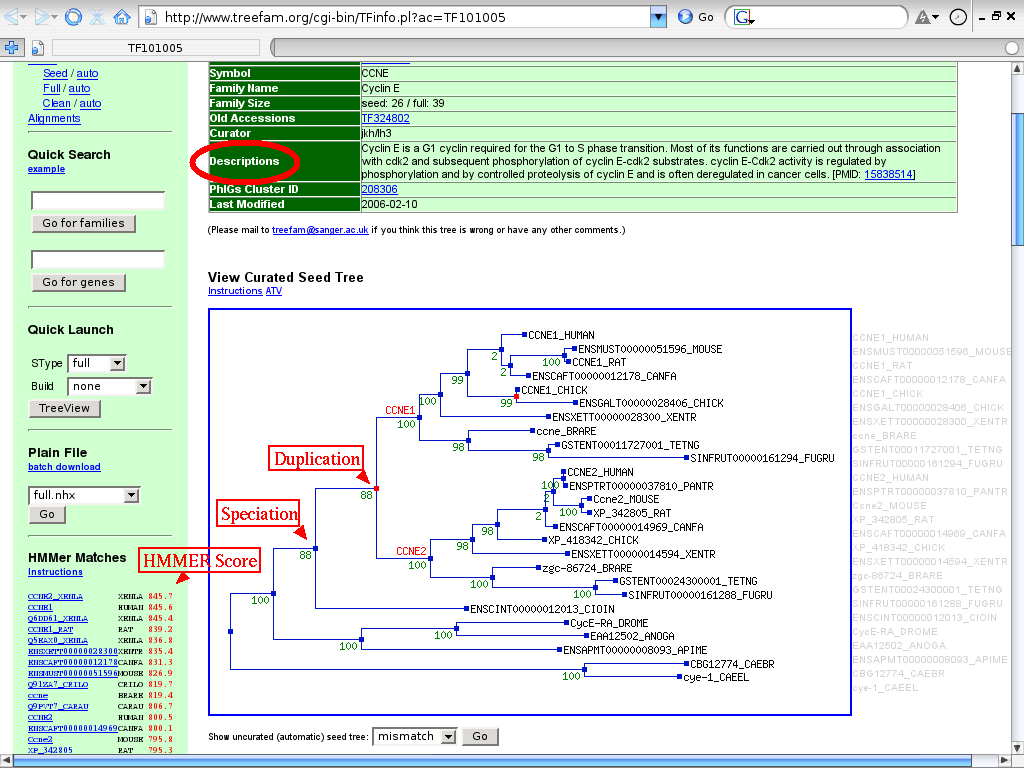 http://www.treefam.org/cgi-bin/TFinfo.pl?ac=TF101005
Go
G
TF101005
Seed / auto
Full / auto
Clean / auto
Alignments
Quick Search
example
Go for families
Go for genes
Quick Launch
SType full
Build none
TreeView
Plain File
batch download
full.nhx
Go
HMMer Matches
Instructions
HMMER Score
CCNE2_XENLA XENLA 845.7
CCNE1 HUMAN 845.6
Q6DD61_XENLA XENLA 845.4
CCNE1_RAT RAT 839.2
Q5EAX0_XENLA XENLA 836.8
ENSXETT00000028300 XENTR 835.4
ENSCAFT00000012178 CANFA 831.3
ENSMUST00000051596 MOUSE 826.9
Q91ZA7_CRILO CRILO 819.7
ccne BRARE 819.4
Q9PVT7_CARAU CARAU 806.7
CCNE2 HUMAN 800.5
ENSCAFT00000014969 CANFA 800.1
Ccne2 MOUSE 795.8
XP_342805 RAT 795.3
Symbol CCNE
Family Name Cyclin E
Family Size seed: 26 / full: 39
Old Accessions TF324802
Curator jkh/lh3
Descriptions Cyclin E is a G1 cyclin required for the G1 to S phase transition. Most of its functions are carried out through association
with cdk2 and subsequent phosphorylation of cyclin E-cdk2 substrates. cyclin E-Cdk2 activity is regulated by
phosphorylation and by controlled proteolysis of cyclin E and is often deregulated in cancer cells. [PMID: 15838514]
PhIGs Cluster ID 208306
Last Modified 2006-02-10
(Please mail to treefam@sanger.ac.uk if you think this tree is wrong or have any other comments.)
View Curated Seed Tree
Instructions ATV
CCNE1_HUMAN
2
ENSMUST00000051596_MOUSE
100
CCNE1_RAT
2
ENSCAFT00000012178_CANFA
99
CCNE1_CHICK
100
99
ENSGALT00000028406_CHICK
CCNE1
ENSXETT00000028300_XENTR
100
ccne_BRARE
98
GSTENT00011727001_TETNG
98
SINFRUT00000161294_FUGRU
Duplication
88
CCNE2_HUMAN
100
ENSPTRT00000037810_PANTR
2
Ccne2_MOUSE
100
XP_342805_RAT
2
Speciation
ENSCAFT00000014969_CANFA
98
XP_418342_CHICK
98
88
CCNE2
ENSXETT00000014594_XENTR
100
zgc-86724_BRARE
100
GSTENT00024300001_TETNG
100
SINFRUT00000161288_FUGRU
100
ENSCINT00000012013_CIOIN
CycE-RA_DROME
100
EAA12502_ANOGA
100
ENSAPMT00000008093_APIME
CBG12774_CAEBR
100
cye-1_CAEEL
CCNE1_HUMAN
ENSMUST00000051596_MOUSE
CCNE1_RAT
ENSCAFT00000012178_CANFA
CCNE1_CHICK
ENSGALT00000028406_CHICK
ENSXETT00000028300_XENTR
ccne_BRARE
GSTENT00011727001_TETNG
SINFRUT00000161294_FUGRU
CCNE2_HUMAN
ENSPTRT00000037810_PANTR
Ccne2_MOUSE
XP_342805_RAT
ENSCAFT00000014969_CANFA
XP_418342_CHICK
ENSXETT00000014594_XENTR
zgc-86724_BRARE
GSTENT00024300001_TETNG
SINFRUT00000161288_FUGRU
ENSCINT00000012013_CIOIN
CycE-RA_DROME
EAA12502_ANOGA
ENSAPMT00000008093_APIME
CBG12774_CAEBR
cye-1_CAEEL
Show uncurated (automatic) seed tree: mismatch Go